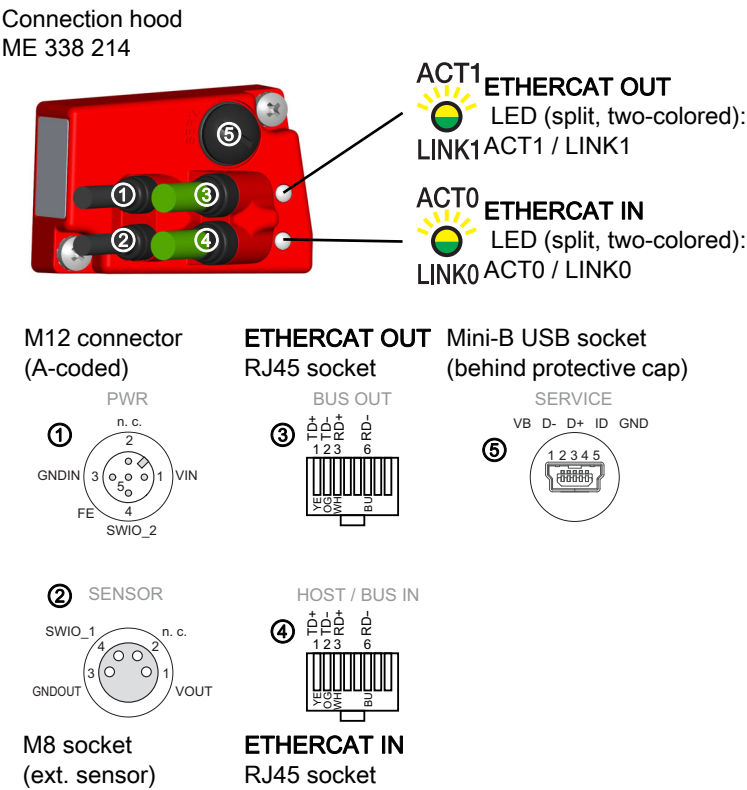 Connection hood
ME 338 214
ACT1
ETHERCAT OUT
LED (split, two-colored):
LINK1
ACT1 / LINK1
ACT0
ETHERCAT IN
LED (split, two-colored):
LINK0
ACT0 / LINK0
5
1
3
2
4
M12 connector
(A-coded)
PWR
1
n. c.
2
GNDIN
3
5
1
VIN
FE
4
SWIO_2
ETHERCAT OUT
RJ45 socket
BUS OUT
3
TD+ TD- RD+ RD-
1 2 3 6
YE OG WH BU
Mini-B USB socket
(behind protective cap)
SERVICE
VB D- D+ ID GND
5
1 2 3 4 5
2
SENSOR
SWIO_1
n. c.
4
2
3
1
GNDOUT
VOUT
M8 socket
(ext. sensor)
HOST / BUS IN
4
TD+ TD- RD+ RD-
1 2 3 6
YE OG WH BU
ETHERCAT IN
RJ45 socket